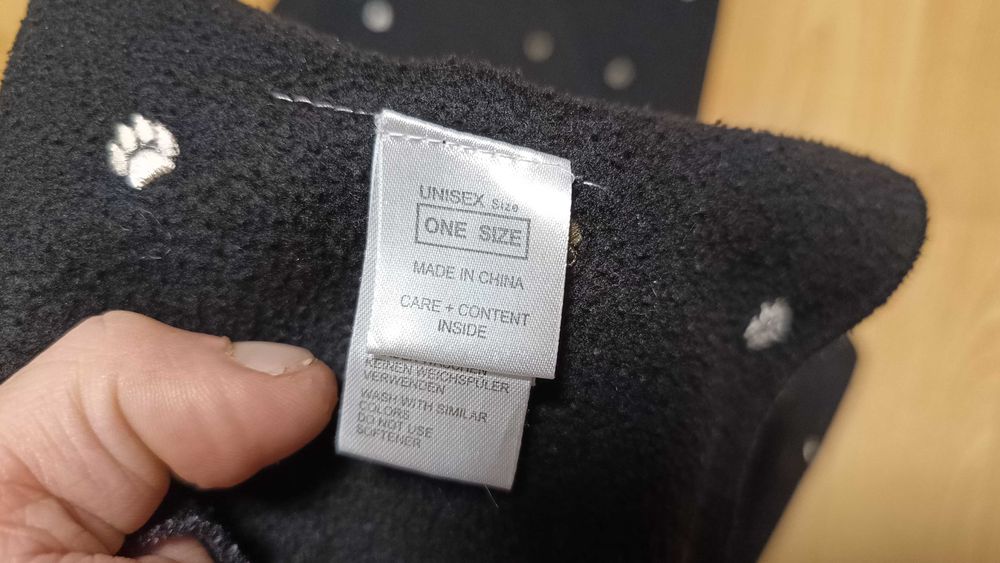 UNISEX Size
ONE SIZE
MADE IN CHINA
CARE + CONTENT
INSIDE
KEINEN WEICHSPÜLER
VERWENDEN
WASH WITH SIMILAR
COLORS
DO NOT USE
SOFTENER